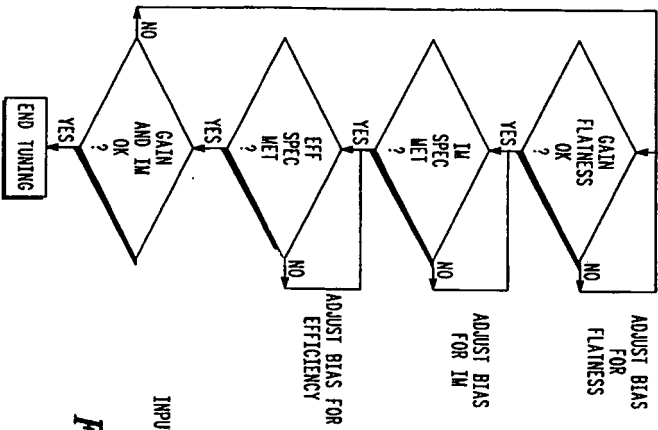 GAIN
FLATNESS
OK
?
NO
YES
ADJUST BIAS
FOR
FLATNESS
IM
SPEC
MET
?
NO
YES
ADJUST BIAS
FOR IM
EFF
SPEC
MET
?
NO
YES
ADJUST BIAS FOR
EFFICIENCY
GAIN
AND IM
OK
?
NO
YES
END TUNING